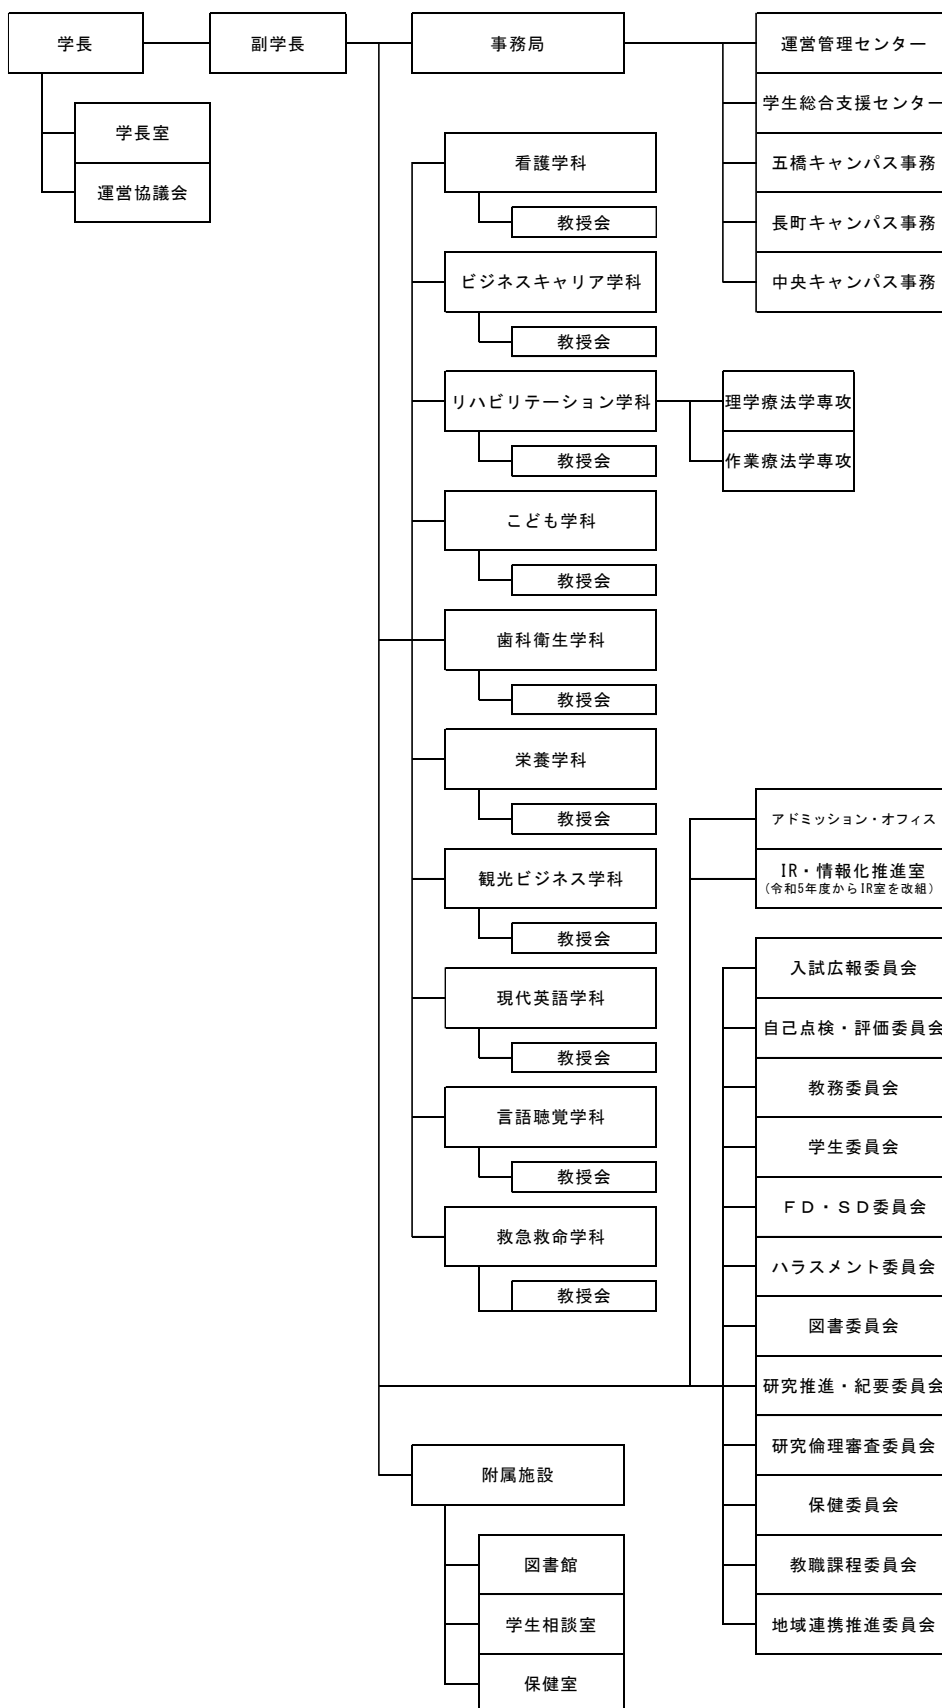 学長
副学長
事務局
運営管理センター
学長室
運営協議会
学生総合支援センター
五橋キャンパス事務
長町キャンパス事務
中央キャンパス事務
看護学科
教授会
ビジネスキャリア学科
教授会
リハビリテーション学科
理学療法学専攻
作業療法学専攻
教授会
こども学科
教授会
歯科衛生学科
教授会
栄養学科
教授会
観光ビジネス学科
教授会
現代英語学科
教授会
言語聴覚学科
教授会
救急救命学科
教授会
アドミッション・オフィス
IR・情報化推進室
(令和5年度からIR室を改組)
入試広報委員会
自己点検・評価委員会
教務委員会
学生委員会
ＦＤ・ＳＤ委員会
ハラスメント委員会
図書委員会
研究推進・紀要委員会
研究倫理審査委員会
保健委員会
教職課程委員会
地域連携推進委員会
附属施設
図書館
学生相談室
保健室